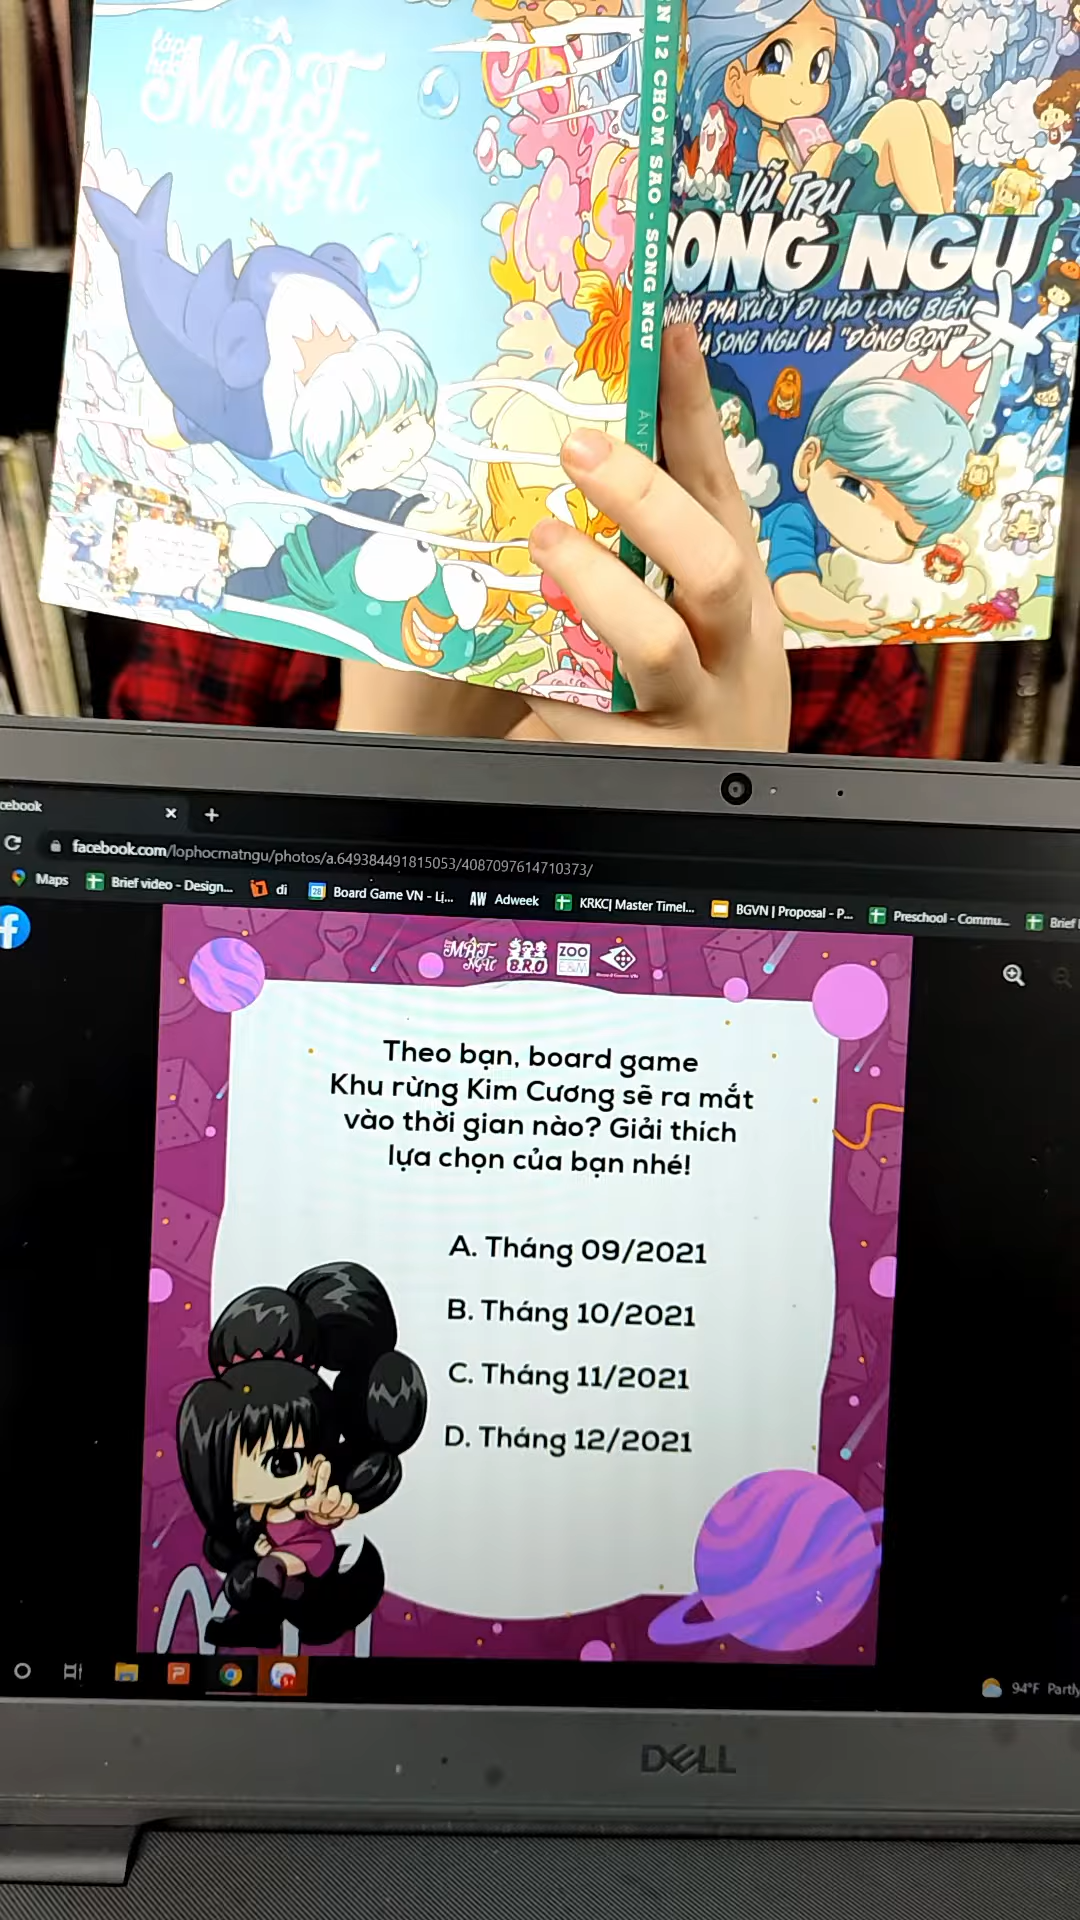 lớp học
MẬT
NGỮ
12 CHÒM SAO - SONG NGƯ
VŨ TRỤ
SONG NGƯ
NHỮNG PHA XỬ LÝ ĐI VÀO LÒNG BIỂN
SONG NGƯ VÀ "ĐỒNG BỌN"
cebook
facebook.com/lophocmatngu/photos/a.649384491815053/4087097614710373/
Maps
Brief video - Design...
di
Board Game VN - Lị...
AW Adweek
KRKC| Master Timel...
BGVN | Proposal - P...
Preschool - Commu...
Brief
MẬT NGỮ
B.R.O
ZOO
Theo bạn, board game
Khu rừng Kim Cương sẽ ra mắt
vào thời gian nào? Giải thích
lựa chọn của bạn nhé!
A. Tháng 09/2021
B. Tháng 10/2021
C. Tháng 11/2021
D. Tháng 12/2021
94°F Partly
DELL